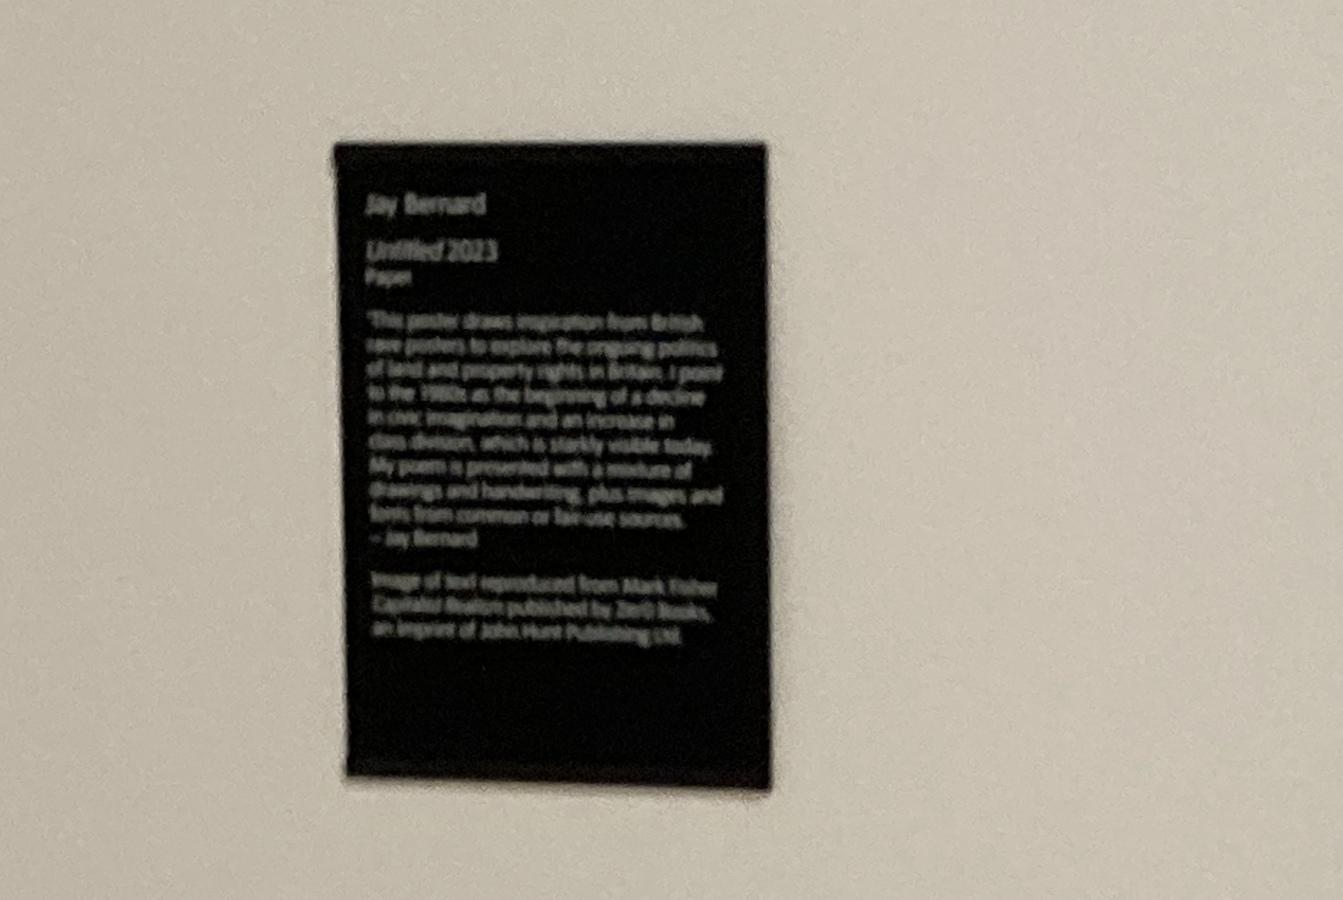 Jay Bernard
Untitled 2023
Paper
This poster draws inspiration from British
posters to explore the ongoing politics
of land and property rights in Britain. I point
to the 1980s as the beginning of a decline
in civic imagination and an increase in
class division, which is starkly visible today.
My poem is presented with a mixture of
drawings and handwriting, plus images and
fonts from common or fair-use sources.
– Jay Bernard
Image of text reproduced from Mark Fisher
Capitalist Realism published by Zer0 Books,
an imprint of John Hunt Publishing Ltd.